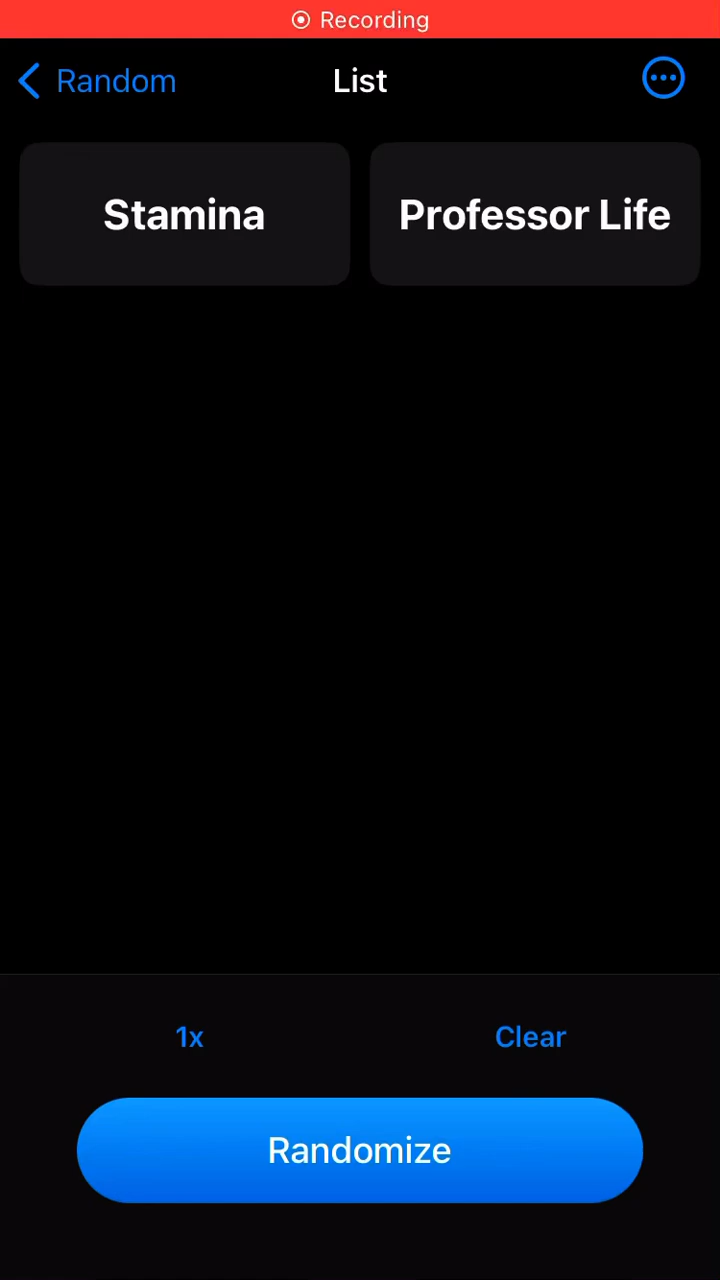 Recording
Random
List
Stamina
Professor Life
1x
Clear
Randomize